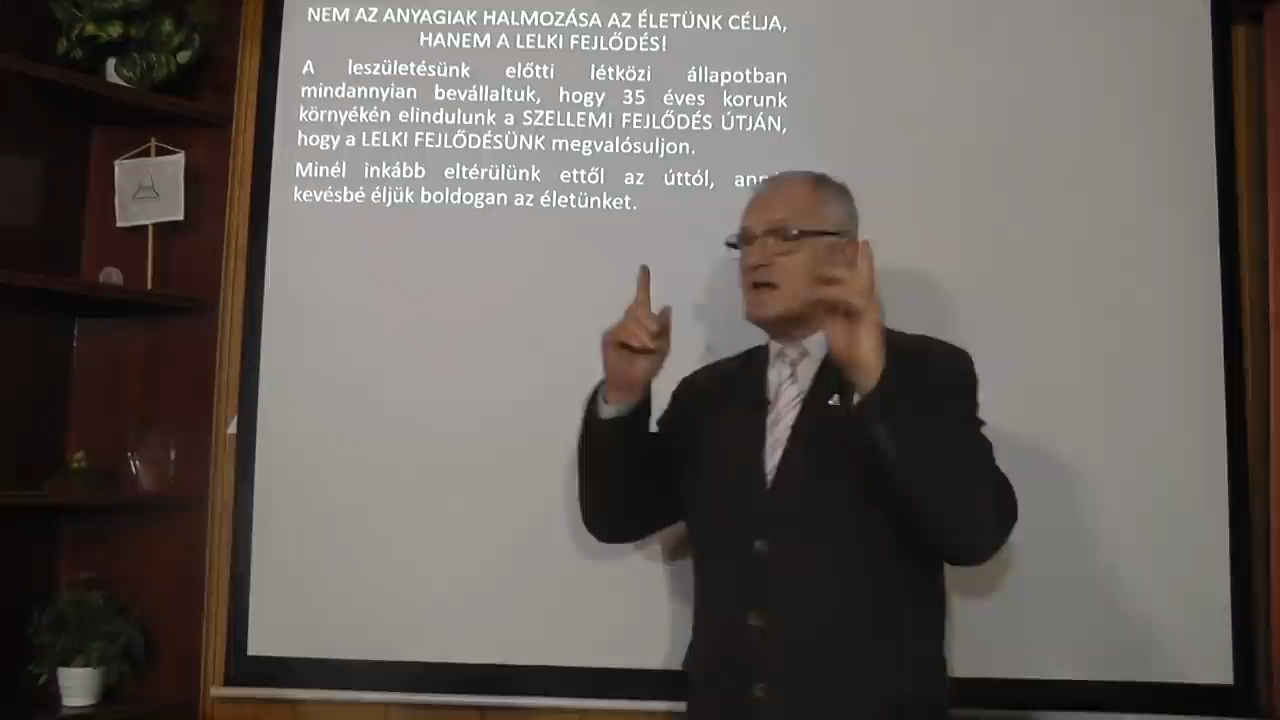 NEM AZ ANYAGIAK HALMOZÁSA AZ ÉLETÜNK CÉLJA,
HANEM A LELKI FEJLŐDÉS!
A leszületésünk előtti létközi állapotban
mindannyian bevállaltuk, hogy 35 éves korunk
környékén elindulunk a SZELLEMI FEJLŐDÉS ÚTJÁN,
hogy a LELKI FEJLŐDÉSÜNK megvalósuljon.
Minél inkább eltérülünk ettől az úttól,
kevésbé éljük boldogan az életünket.